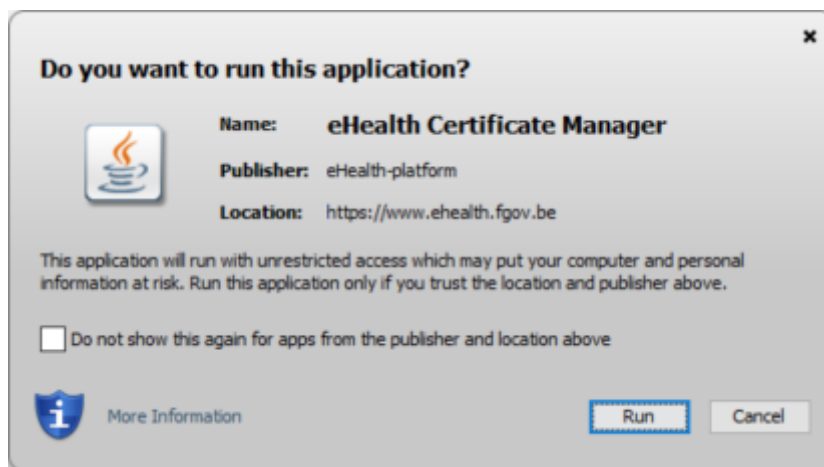 Do you want to run this application?
Name: eHealth Certificate Manager
Publisher: eHealth-platform
Location: https://www.ehealth.fgov.be
This application will run with unrestricted access which may put your computer and personal
information at risk. Run this application only if you trust the location and publisher above.
Do not show this again for apps from the publisher and location above
More Information
Run
Cancel